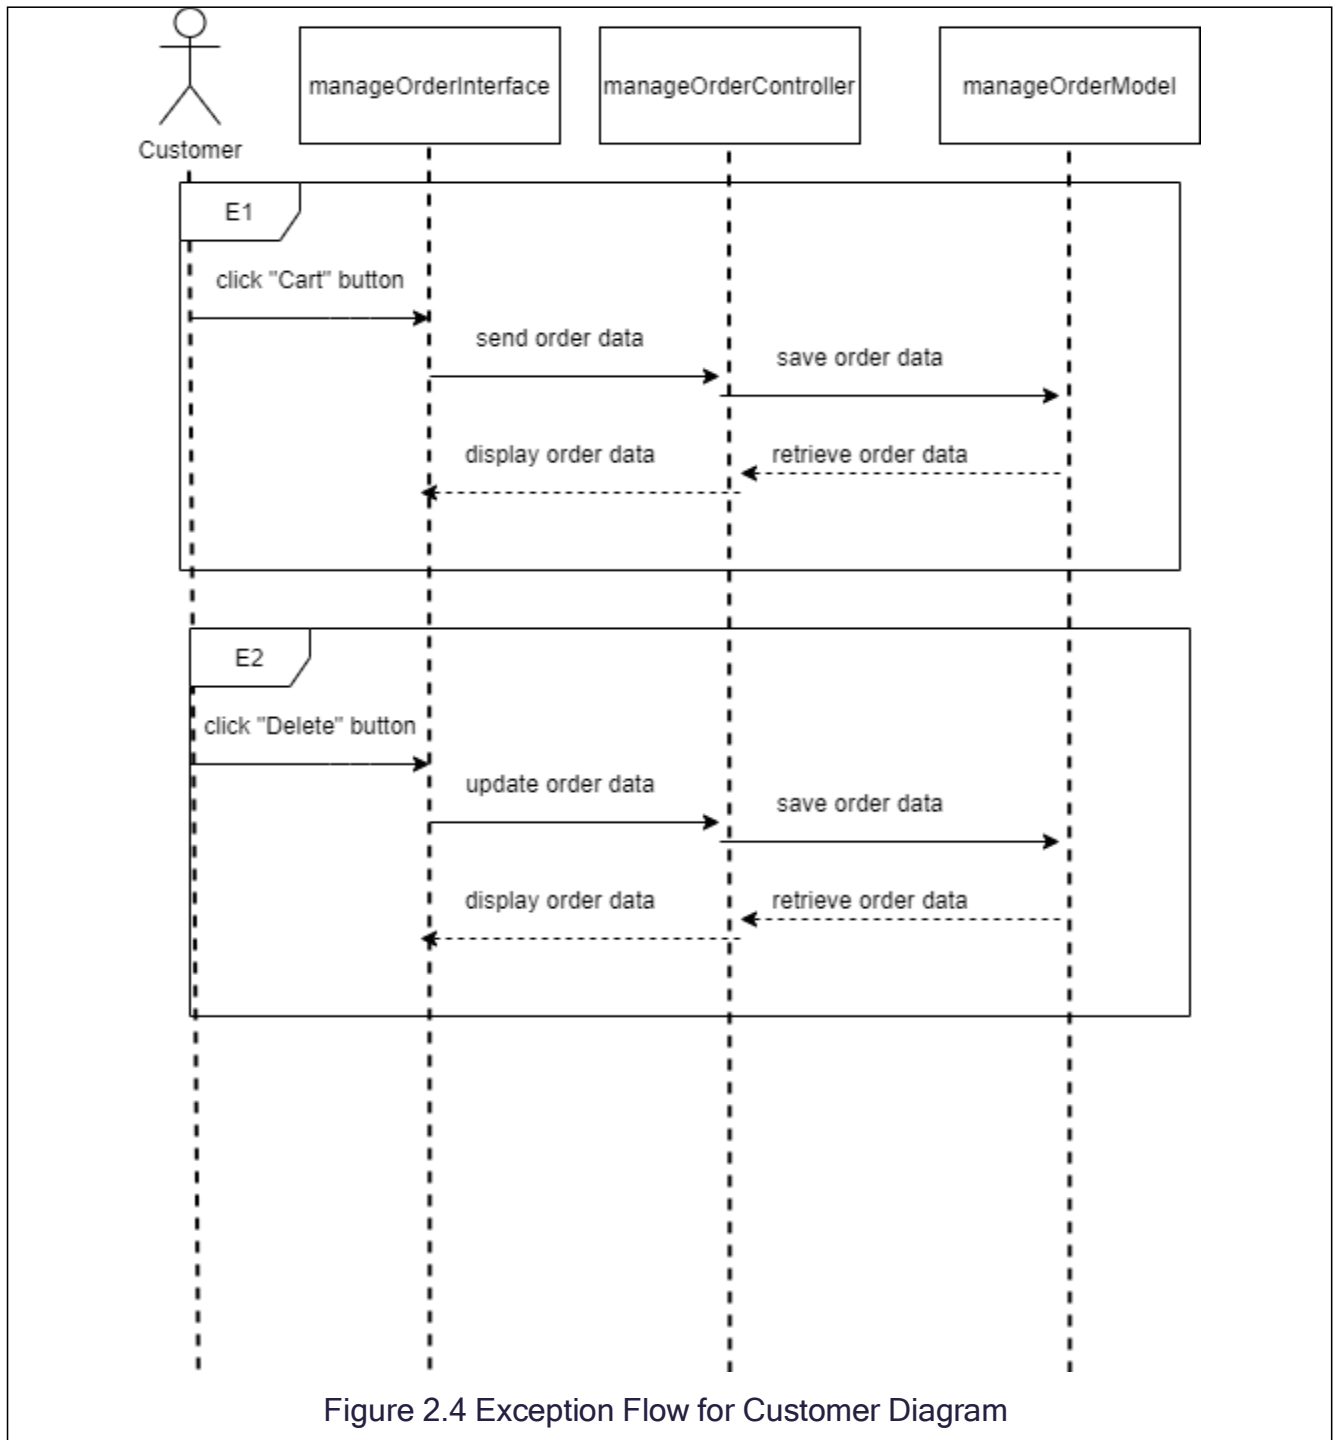 manageOrderInterface
manageOrderController
manageOrderModel
Customer
E1
click "Cart" button
send order data
save order data
display order data
retrieve order data
E2
click "Delete" button
update order data
save order data
display order data
retrieve order data
Figure 2.4 Exception Flow for Customer Diagram